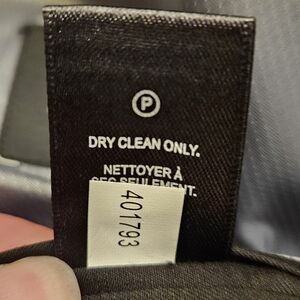 P
DRY CLEAN ONLY.
NETTOYER À
SEC SEULEMENT.
401793